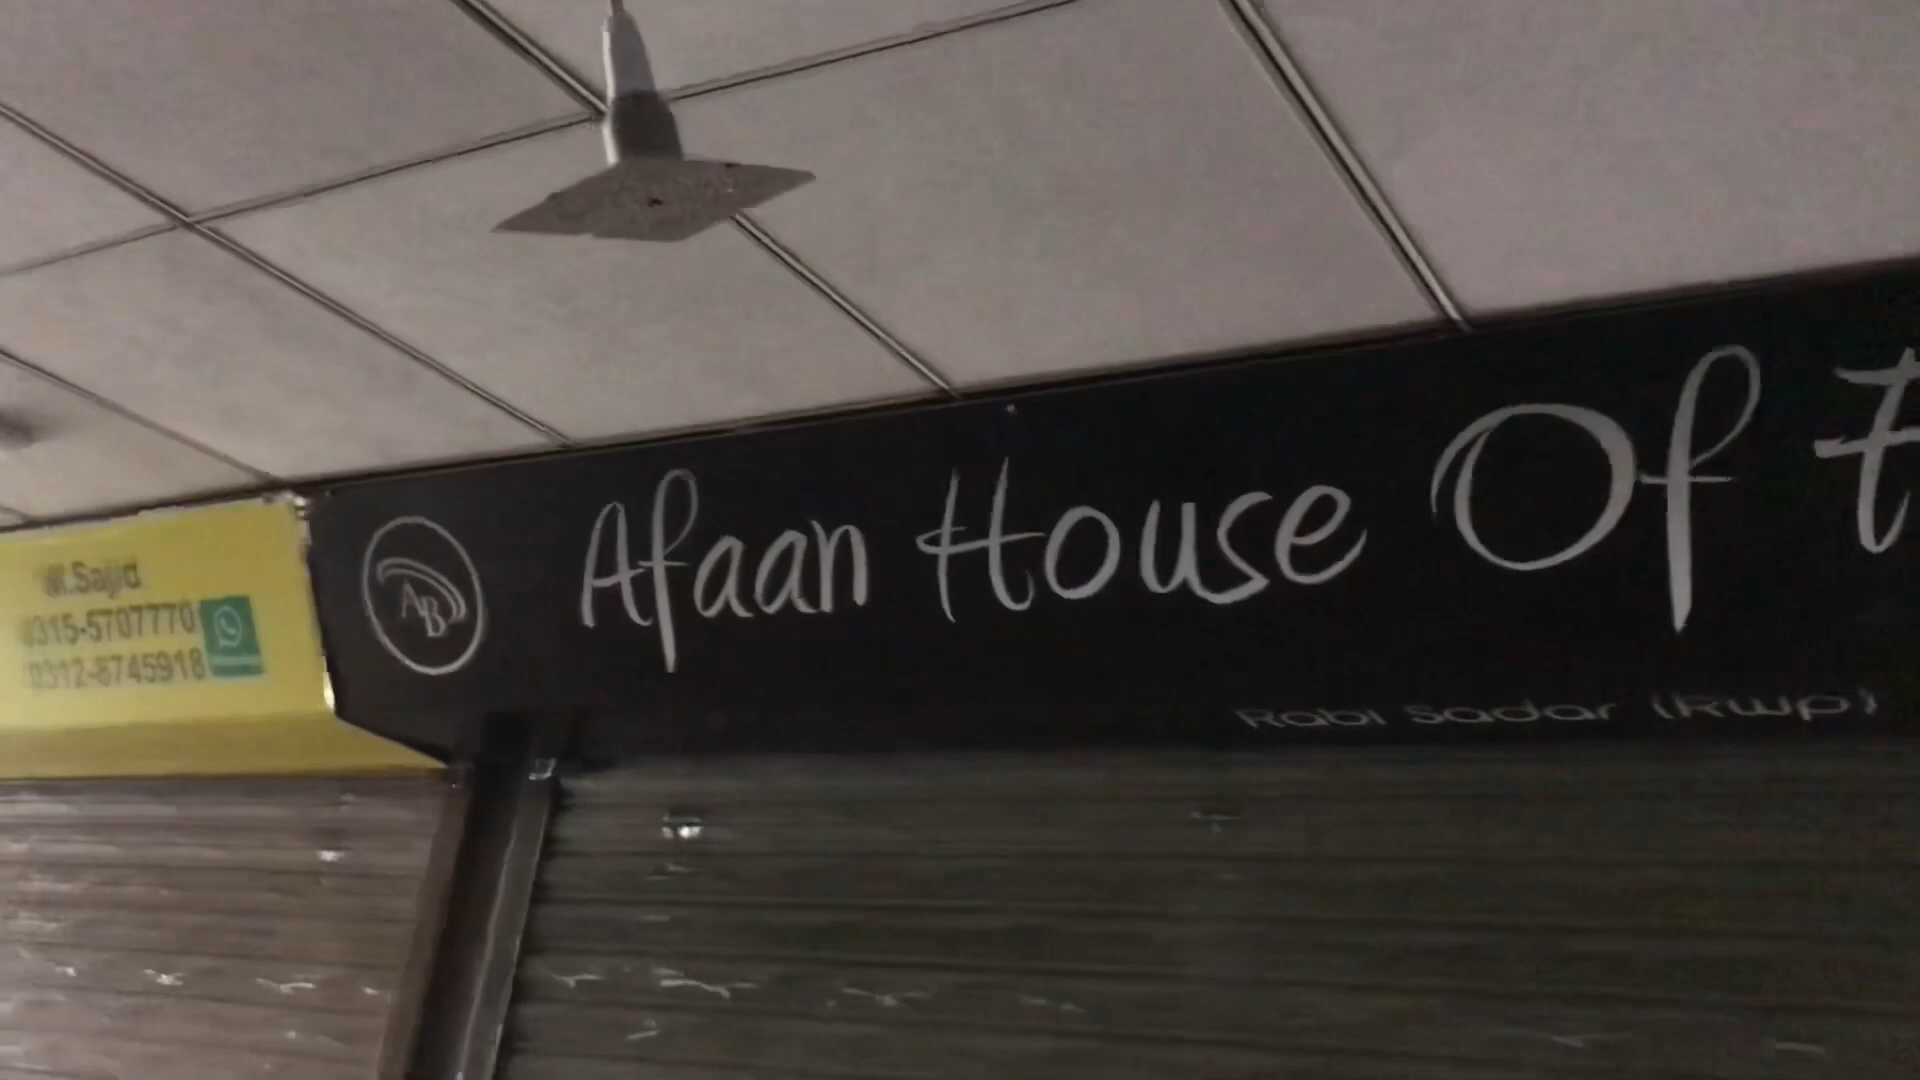 M.Sajid
0315-5707770
0312-8745918
AB
Afaan House Of
Rabi Sadar (Rwp)